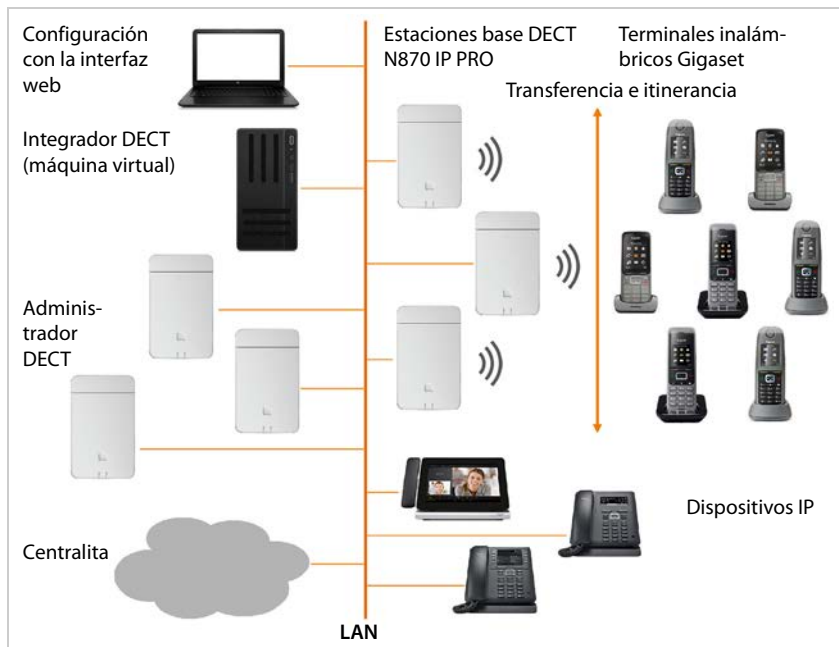 Configuración
con la interfaz
web
Estaciones base DECT
N870 IP PRO
Terminales inalám-
bricos Gigaset
Transferencia e itinerancia
Integrador DECT
(máquina virtual)
Adminis-
trador
DECT
Dispositivos IP
Centralita
LAN